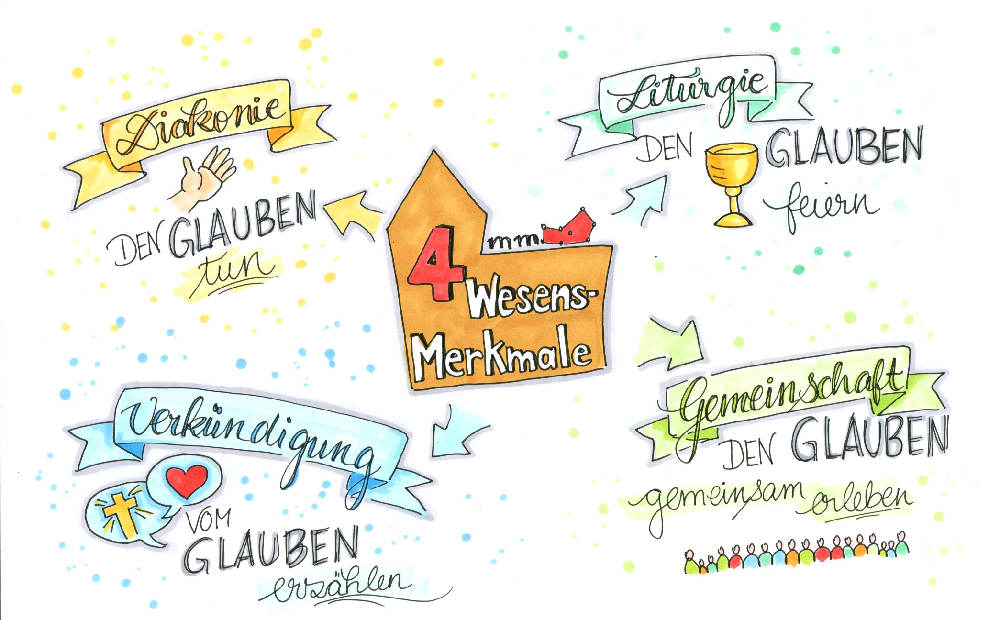 Diakonie
DEN GLAUBEN
tun
Liturgie
DEN GLAUBEN
feiern
mm
4
Wesens-
Merkmale
Verkündigung
VOM
GLAUBEN
erzählen
Gemeinschaft
DEN GLAUBEN
gemeinsam erleben